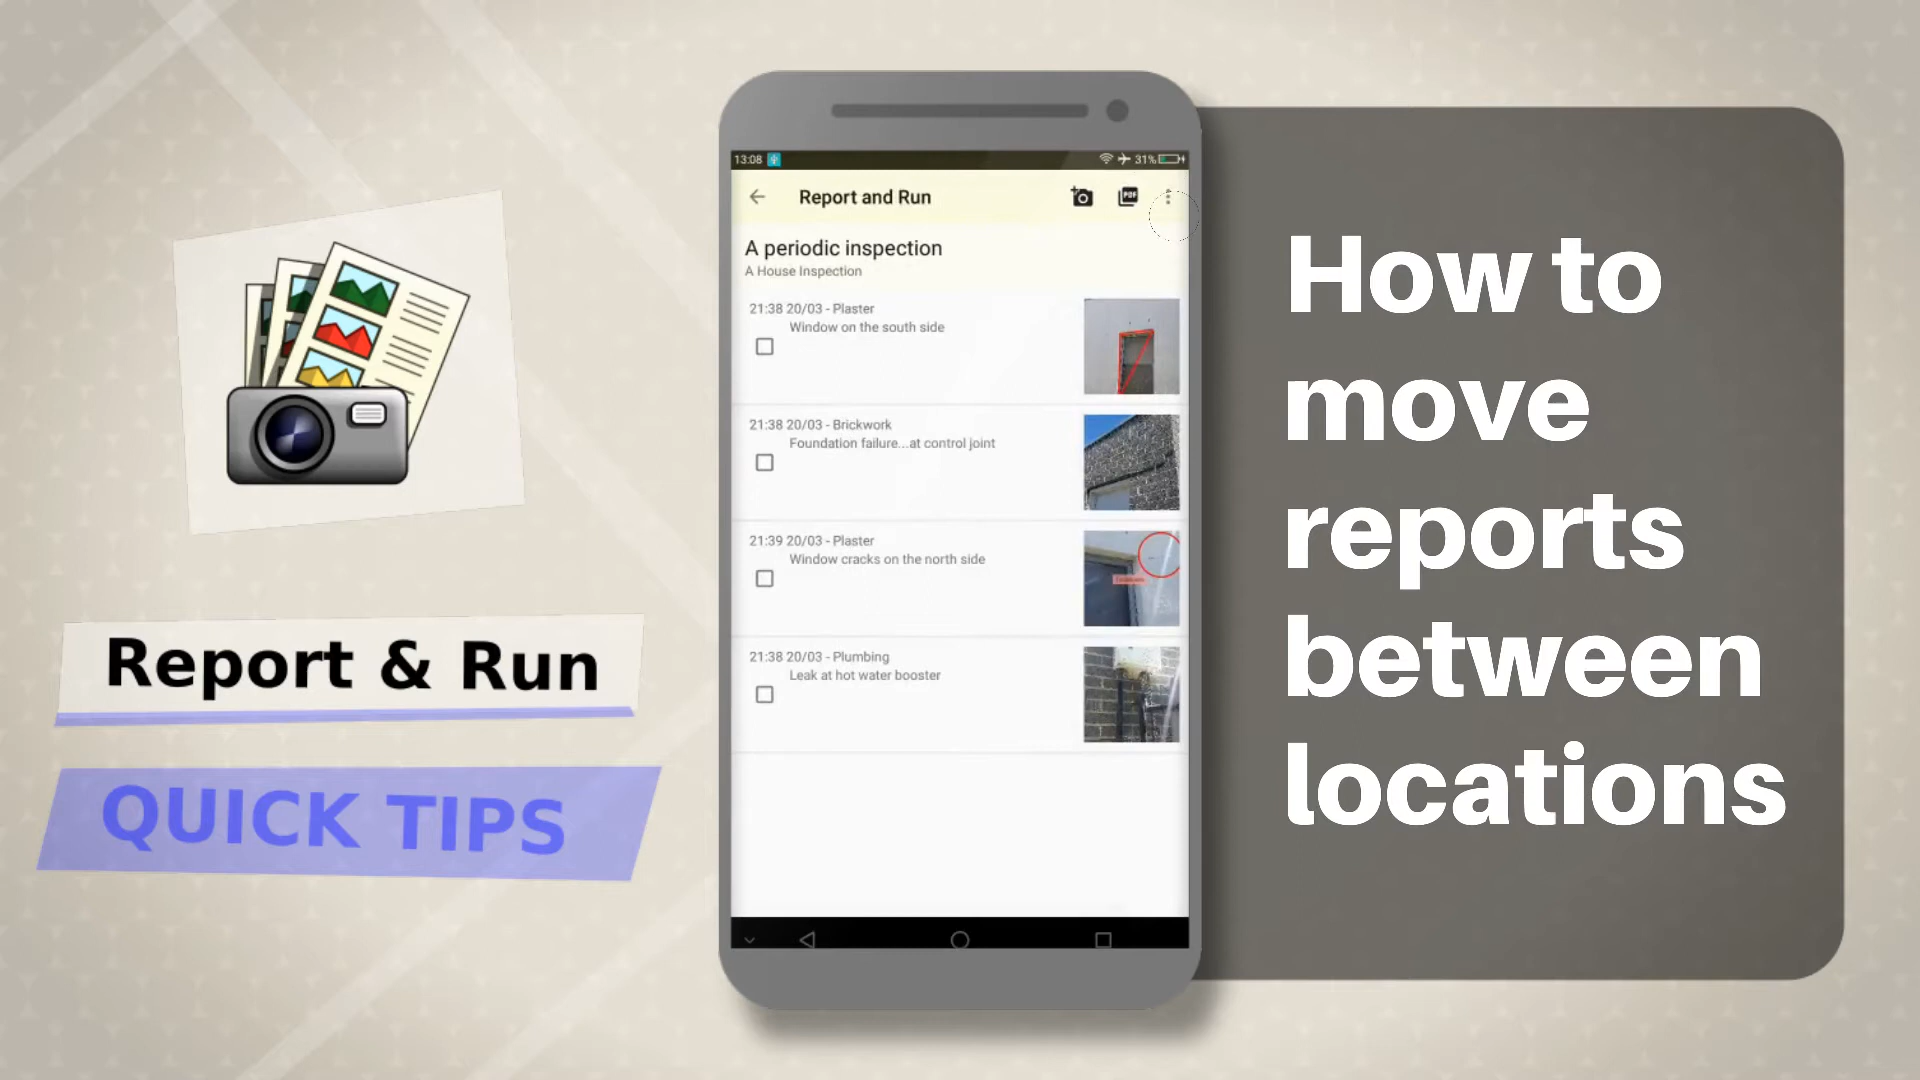 Report & Run
QUICK TIPS
13:08
31%
Report and Run
PDF
A periodic inspection
A House Inspection
21:38 20/03 - Plaster
Window on the south side
21:38 20/03 - Brickwork
Foundation failure...at control joint
21:39 20/03 - Plaster
Window cracks on the north side
21:38 20/03 - Plumbing
Leak at hot water booster
How to
move
reports
between
locations